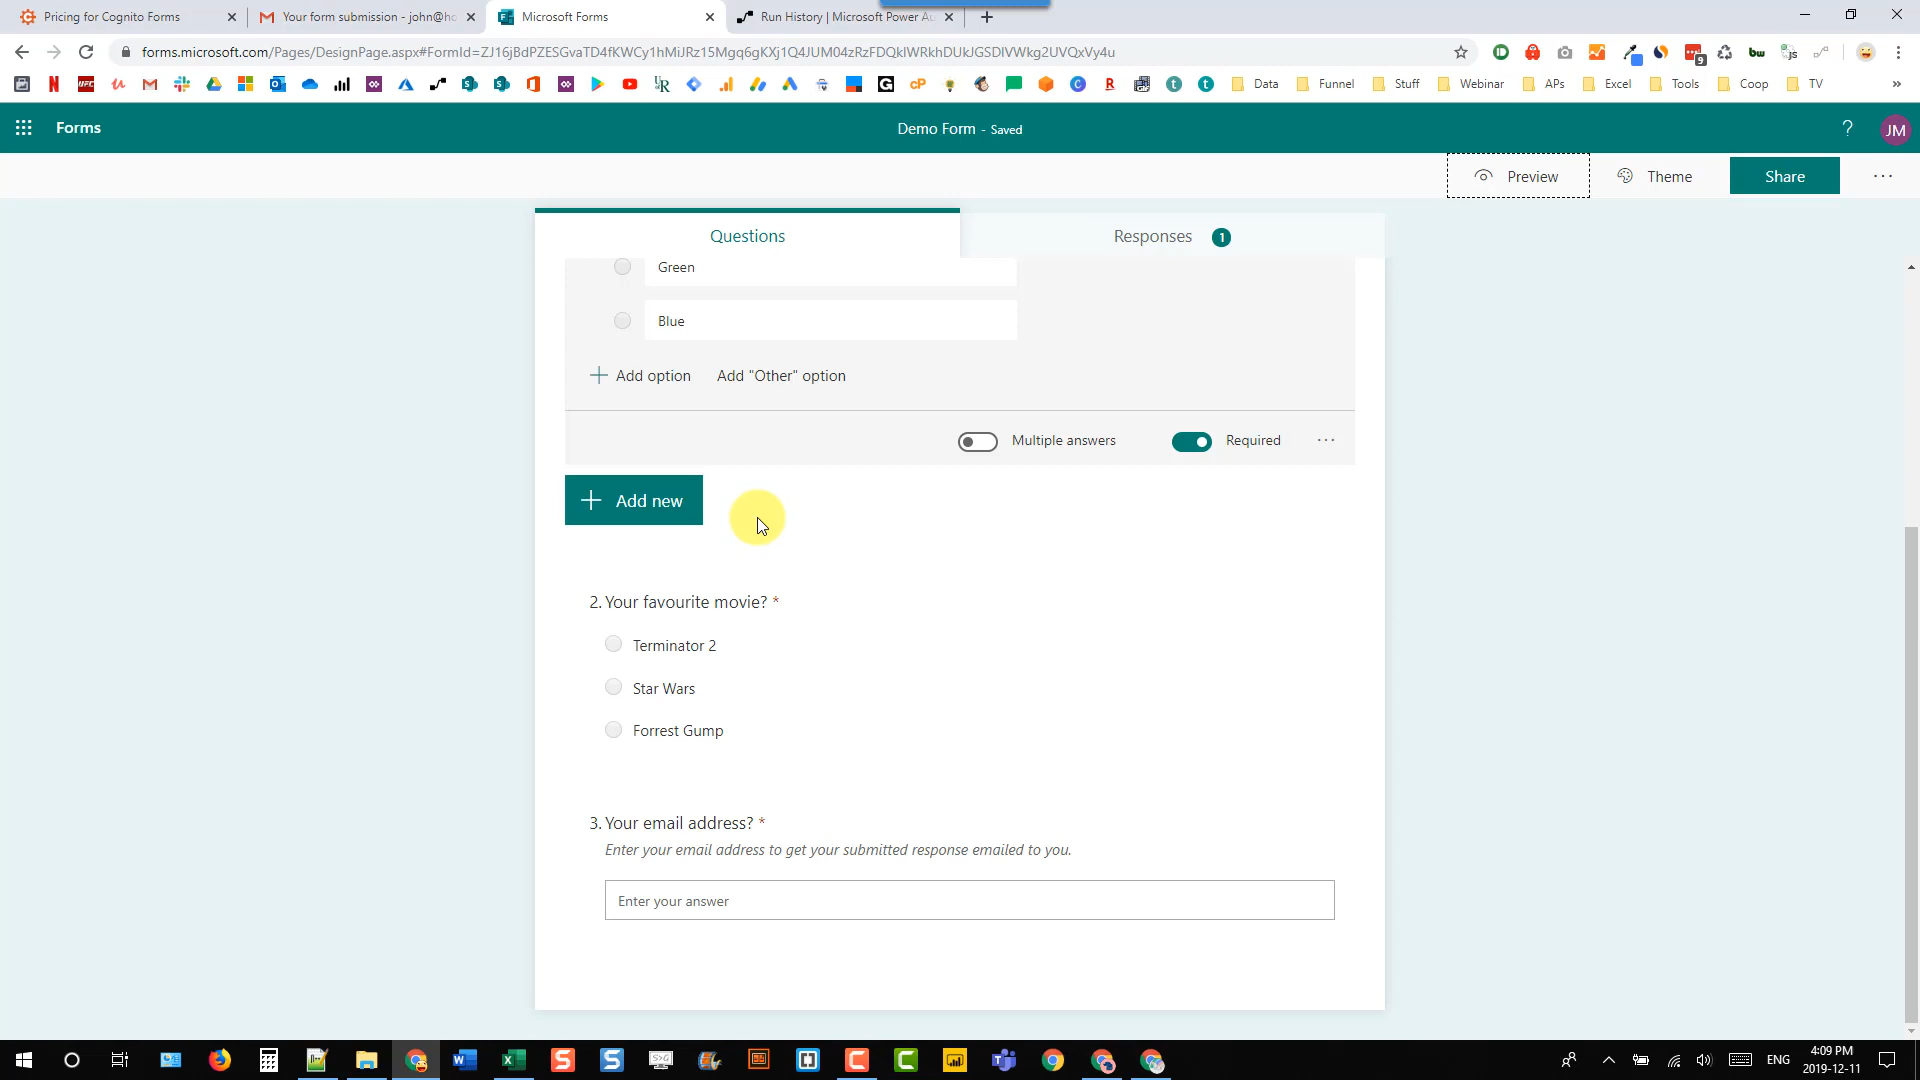 Pricing for Cognito Forms
Your form submission - john@ho
Microsoft Forms
Run History | Microsoft Power Au
forms.microsoft.com/Pages/DesignPage.aspx#FormId=ZJ16jBdPZESGvaTD4fKWCy1hMiJRz15Mgq6gKXj1Q4JUM04zRzFDQklWRkhDUkJGSDlVWkg2UVQxVy4u
Data
Funnel
Stuff
Webinar
APs
Excel
Tools
Coop
TV
Forms
Demo Form - Saved
?
JM
Preview
Theme
Share
Questions
Responses 1
Green
Blue
Add option
Add "Other" option
Multiple answers
Required
Add new
2. Your favourite movie? *
Terminator 2
Star Wars
Forrest Gump
3. Your email address? *
Enter your email address to get your submitted response emailed to you.
Enter your answer
ENG
4:09 PM
2019-12-11